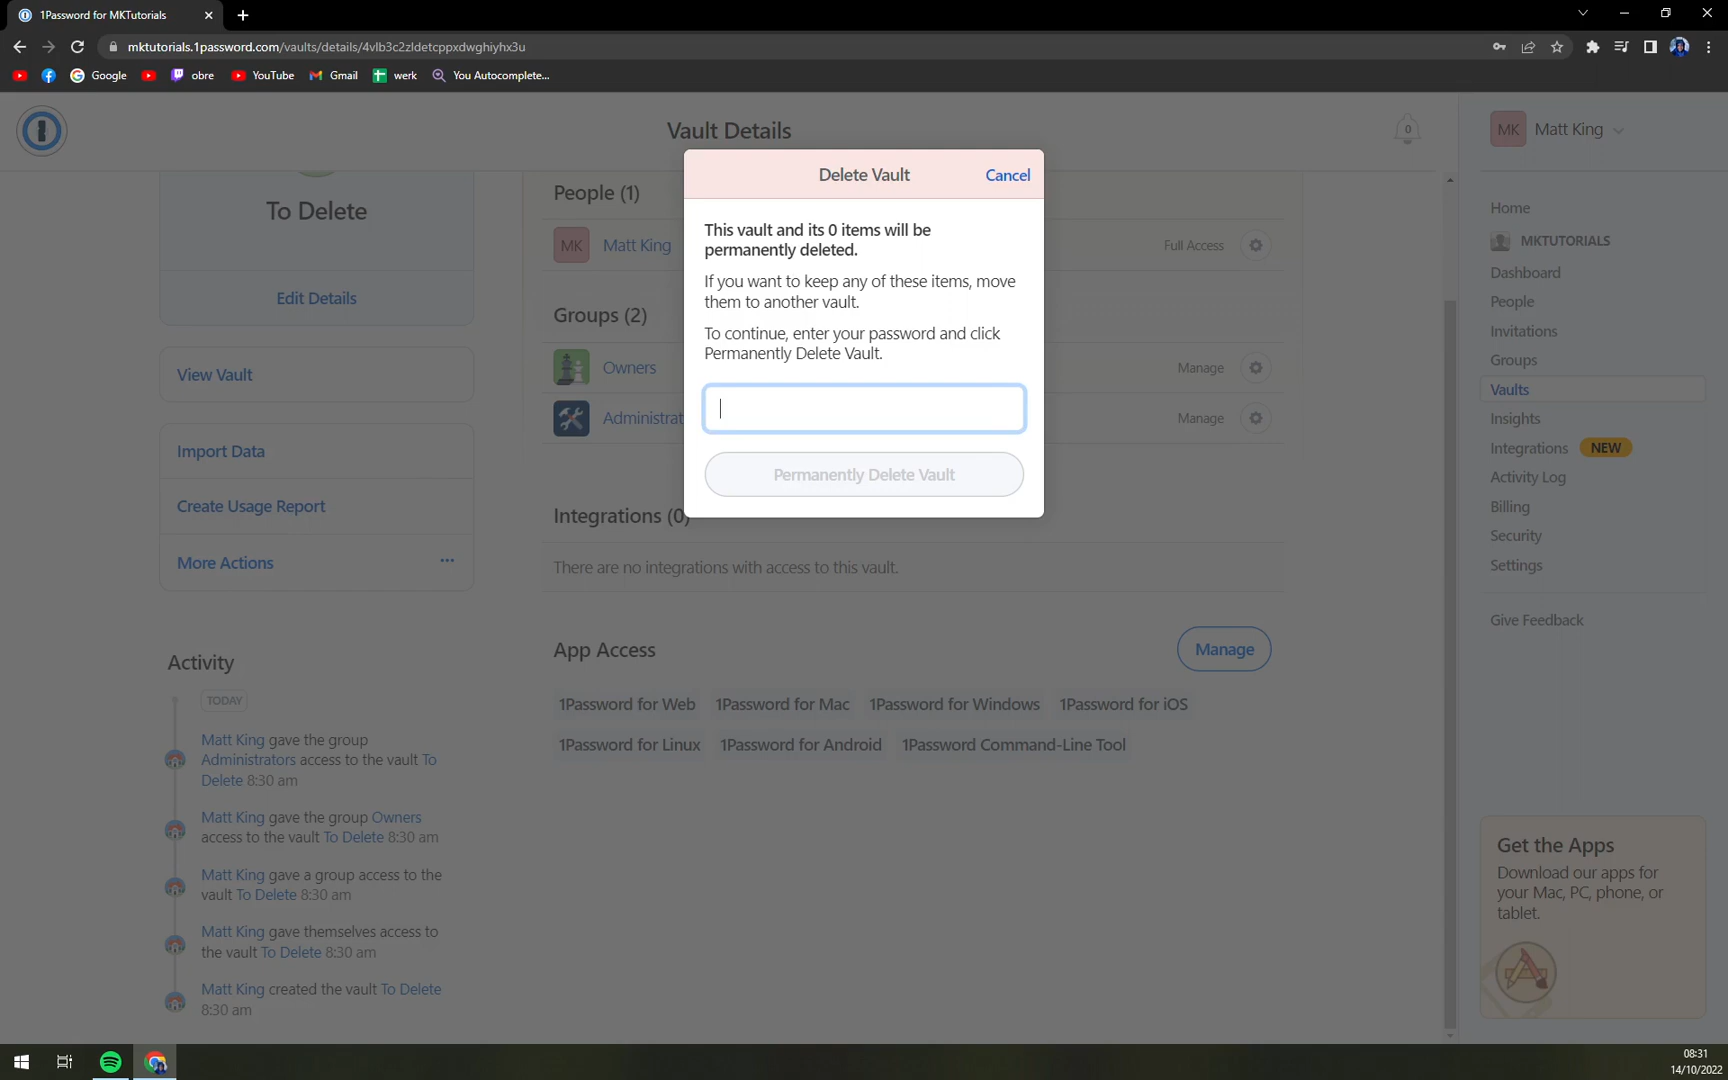 1Password for MKTutorials
mktutorials.1password.com/vaults/details/4vlb3c2zldetcppxdwghiyhx3u
Google
obre
YouTube
Gmail
werk
You Autocomplete...
Vault Details
0
MK Matt King
To Delete
Edit Details
View Vault
Import Data
Create Usage Report
More Actions
Activity
TODAY
Matt King gave the group
Administrators access to the vault To
Delete 8:30 am
Matt King gave the group Owners
access to the vault To Delete 8:30 am
Matt King gave a group access to the
vault To Delete 8:30 am
Matt King gave themselves access to
the vault To Delete 8:30 am
Matt King created the vault To Delete
8:30 am
People (1)
MK Matt King Full Access
Groups (2)
Owners Manage
Administrat Manage
Integrations (0)
There are no integrations with access to this vault.
App Access
Manage
1Password for Web 1Password for Mac 1Password for Windows 1Password for iOS
1Password for Linux 1Password for Android 1Password Command-Line Tool
Delete Vault
Cancel
This vault and its 0 items will be
permanently deleted.
If you want to keep any of these items, move
them to another vault.
To continue, enter your password and click
Permanently Delete Vault.
Permanently Delete Vault
Home
MKTUTORIALS
Dashboard
People
Invitations
Groups
Vaults
Insights
Integrations NEW
Activity Log
Billing
Security
Settings
Give Feedback
Get the Apps
Download our apps for
your Mac, PC, phone, or
tablet.
08:31
14/10/2022